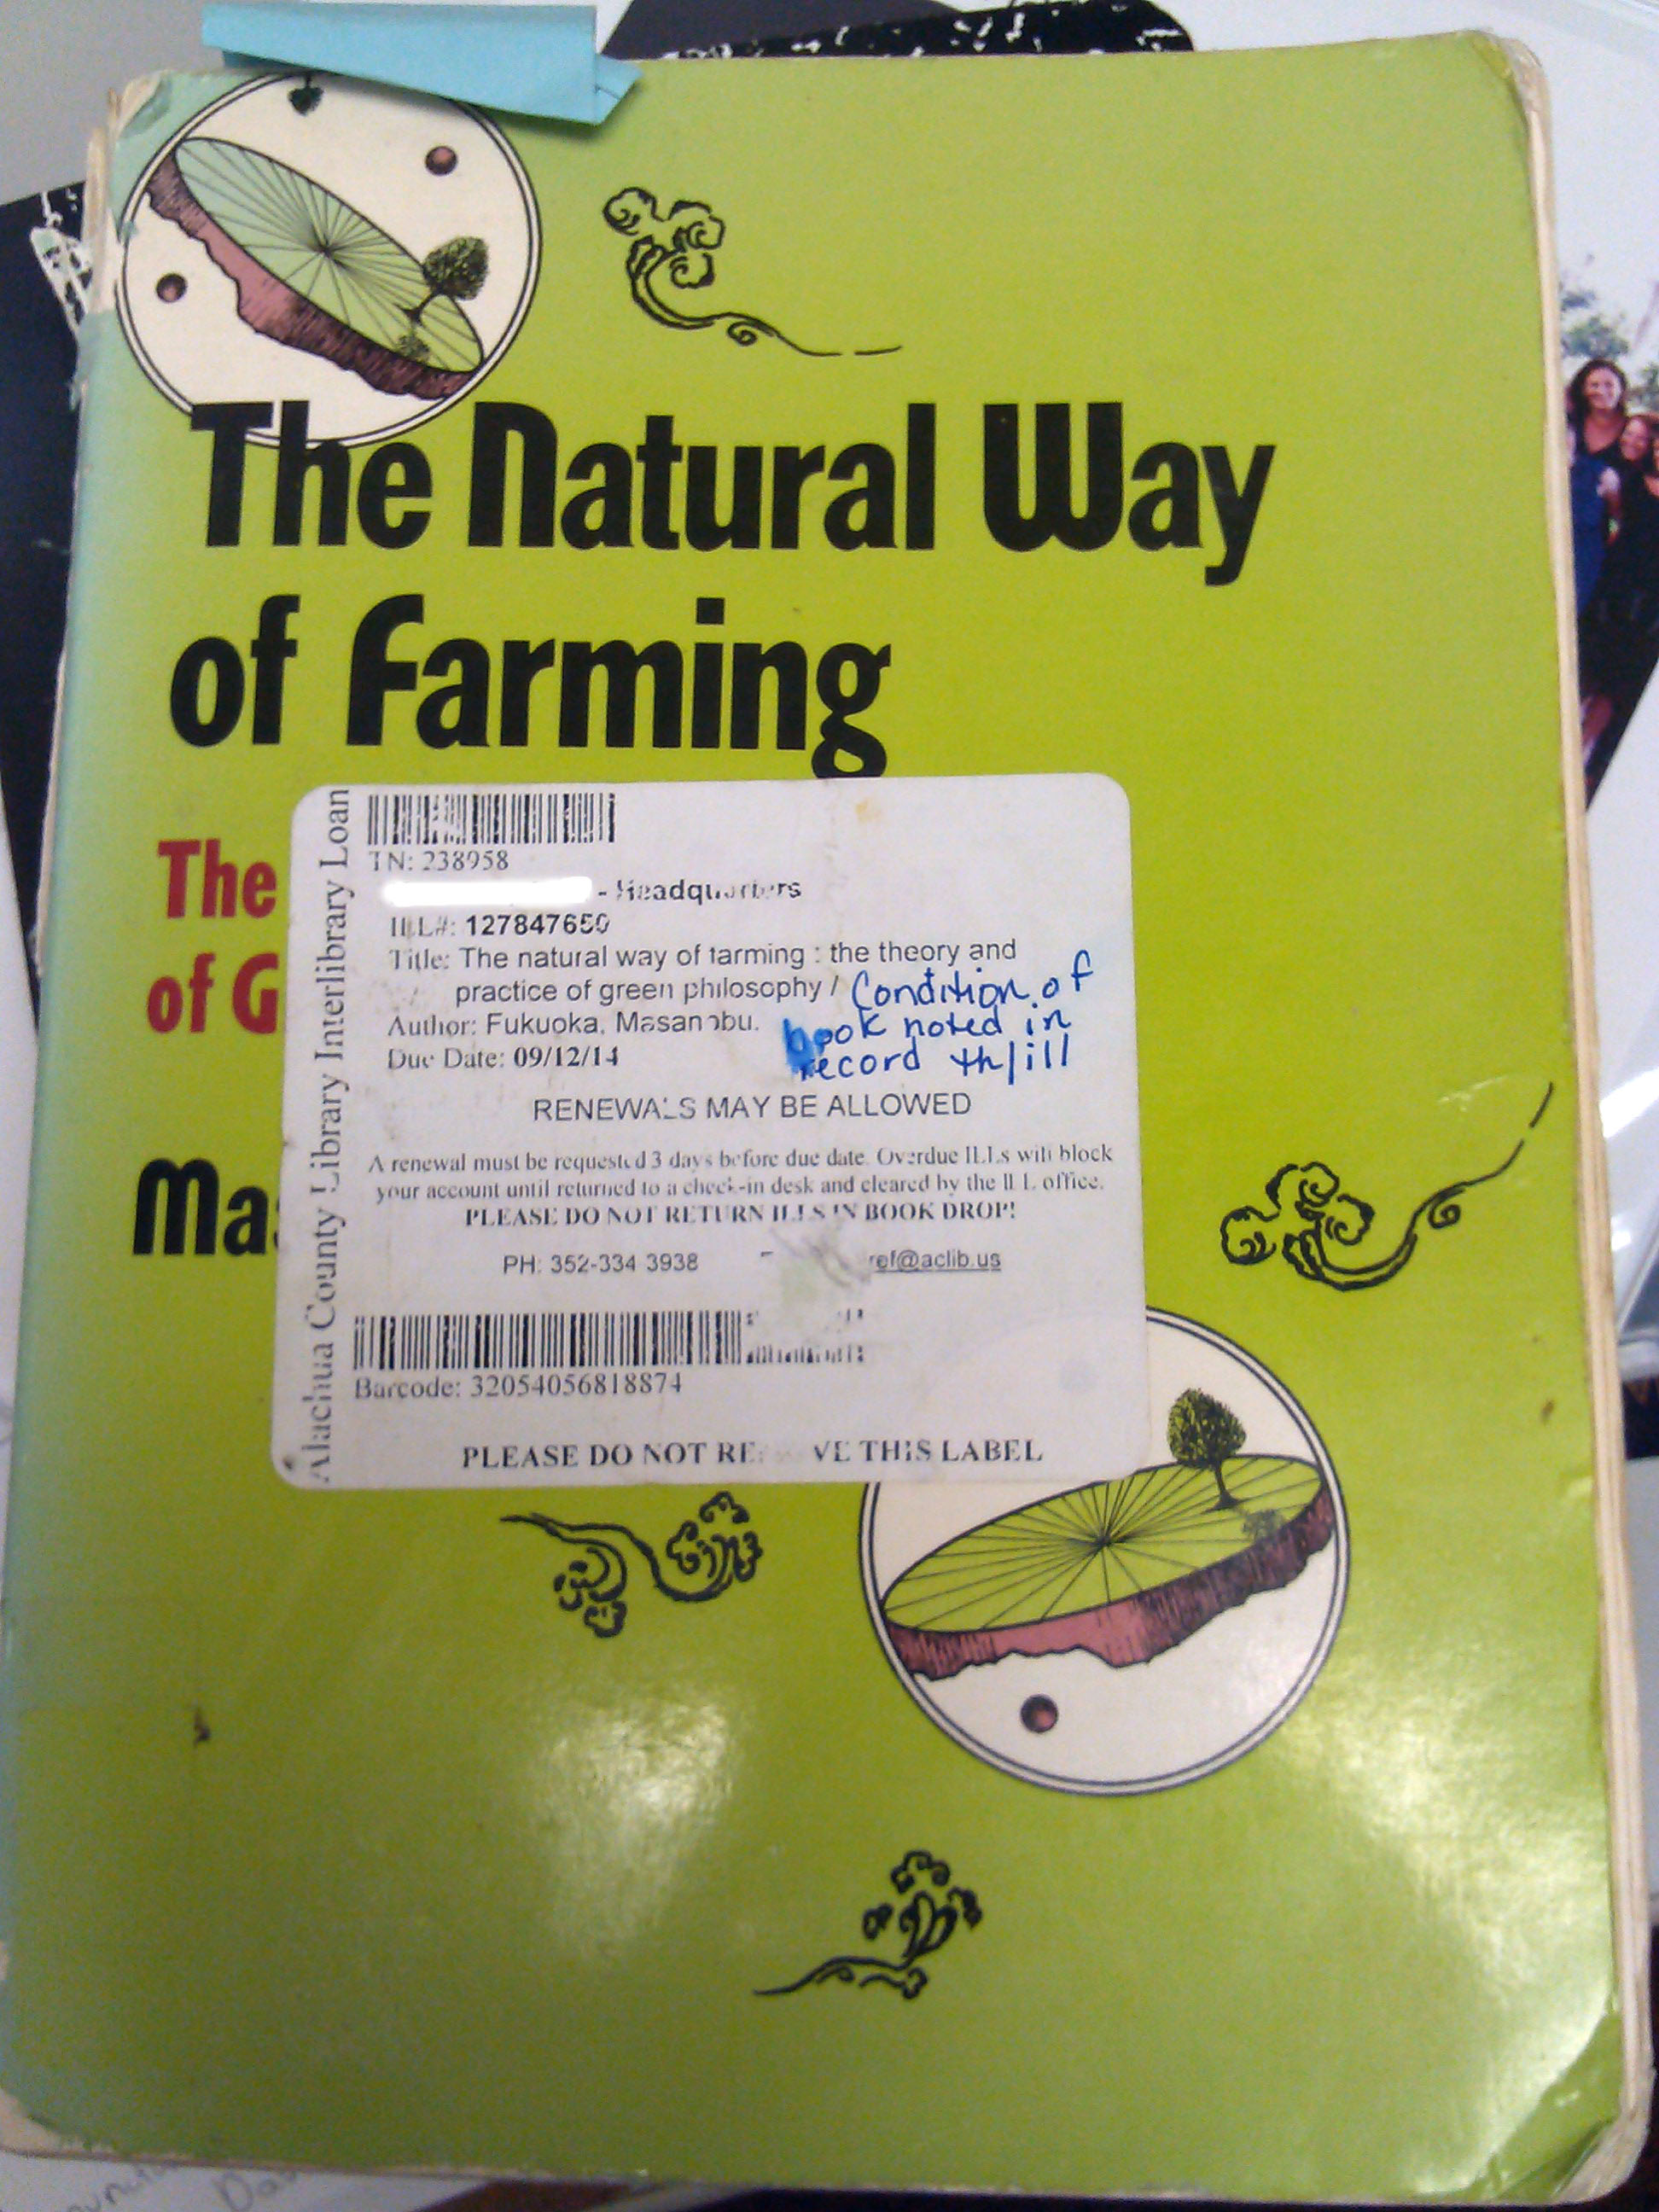 The Natural Way
of Farming
The
of G
Mas
Alachua County Library Interlibrary Loan
TN: 238958
- Headquarters
ILL#: 127847650
Title: The natural way of farming : the theory and
practice of green philosophy /
Author: Fukuoka, Masanobu.
Due Date: 09/12/14
Condition of
book noted in
record th/ill
RENEWALS MAY BE ALLOWED
A renewal must be requested 3 days before due date. Overdue ILLs will block
your account until returned to a check-in desk and cleared by the ILL office.
PLEASE DO NOT RETURN ILLS IN BOOK DROP!
PH: 352-334 3938 ref@aclib.us
Barcode: 32054056818874
PLEASE DO NOT REMOVE THIS LABEL